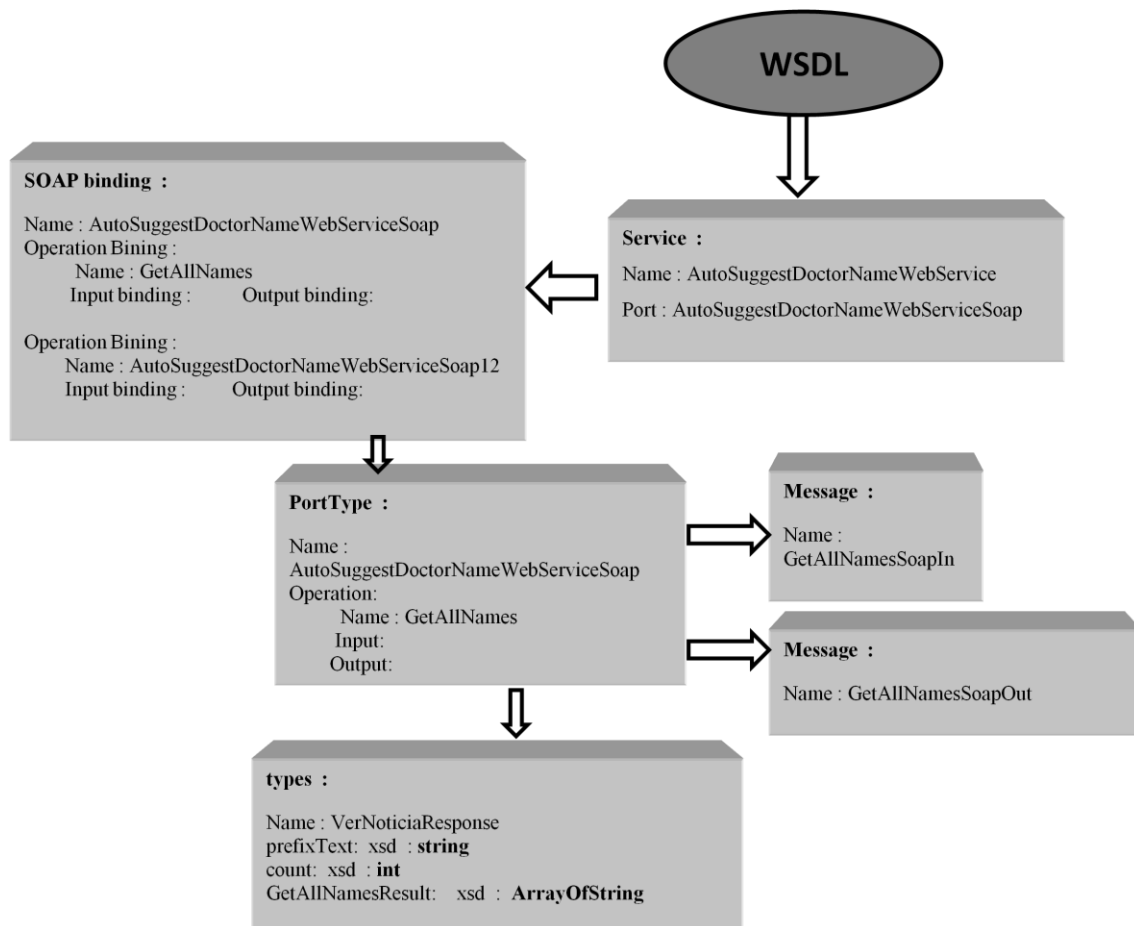 WSDL
SOAP binding :
Name : AutoSuggestDoctorNameWebServiceSoap
Operation Bining :
Name : GetAllNames
Input binding : Output binding:
Operation Bining :
Name : AutoSuggestDoctorNameWebServiceSoap12
Input binding : Output binding:
Service :
Name : AutoSuggestDoctorNameWebService
Port : AutoSuggestDoctorNameWebServiceSoap
PortType :
Name :
AutoSuggestDoctorNameWebServiceSoap
Operation:
Name : GetAllNames
Input:
Output:
Message :
Name :
GetAllNamesSoapIn
Message :
Name : GetAllNamesSoapOut
types :
Name : VerNoticiaResponse
prefixText: xsd : string
count: xsd : int
GetAllNamesResult: xsd : ArrayOfString